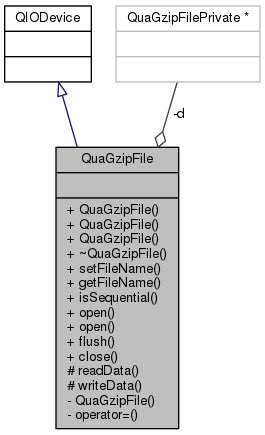 QIODevice
QuaGzipFilePrivate *
-d
QuaGzipFile
+ QuaGzipFile()
+ QuaGzipFile()
+ QuaGzipFile()
+ ~QuaGzipFile()
+ setFileName()
+ getFileName()
+ isSequential()
+ open()
+ open()
+ flush()
+ close()
# readData()
# writeData()
- QuaGzipFile()
- operator=()